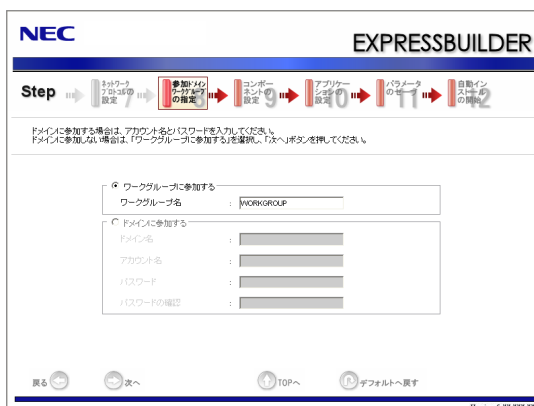 NEC
EXPRESSBUILDER
Step
ネットワーク
プロトコルの
設定 7
参加ドメイン
ワークグループ
の指定 8
コンポー
ネントの
設定 9
アプリケー
ションの
設定 10
パラメータ
のセーブ 11
自動イン
ストール
の開始 12
ドメインに参加する場合は、アカウント名とパスワードを入力してください。
ドメインに参加しない場合は、「ワークグループに参加する」を選択し、「次へ」ボタンを押してください。
ワークグループに参加する
ワークグループ名 : WORKGROUP
ドメインに参加する
ドメイン名 :
アカウント名 :
パスワード :
パスワードの確認 :
戻る
次へ
TOPへ
デフォルトへ戻す